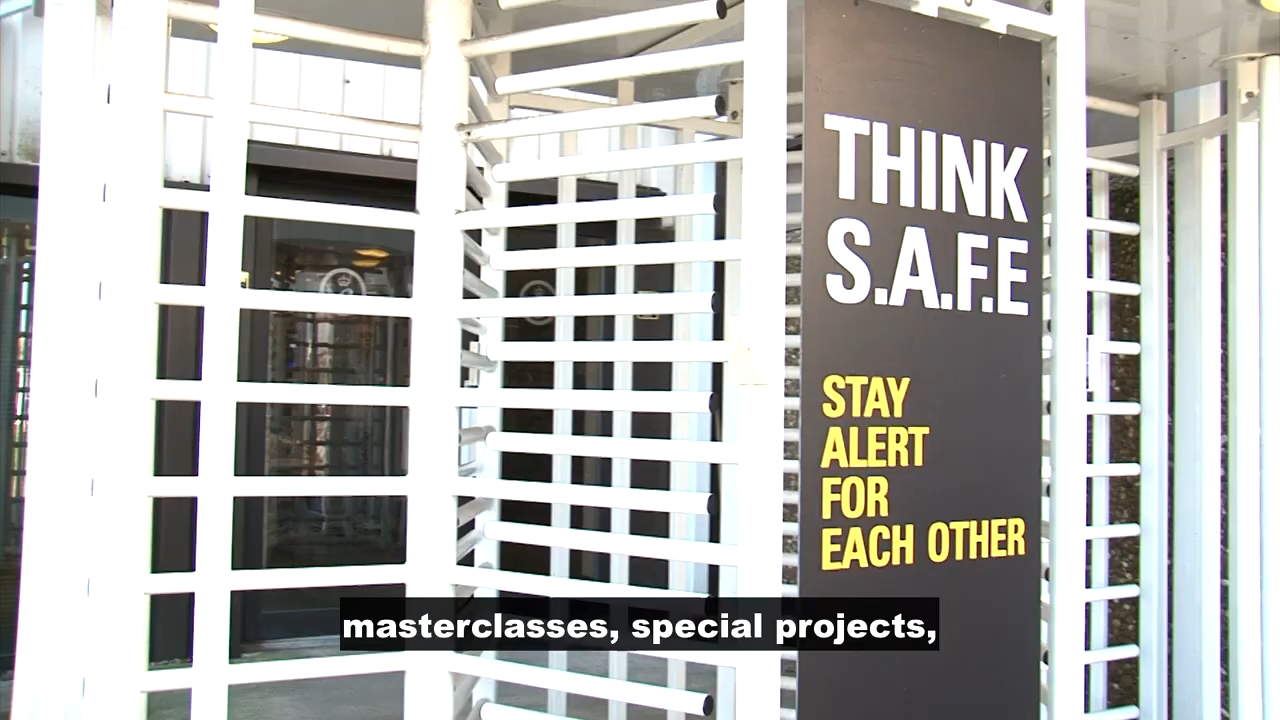 THINK
S.A.F.E
STAY
ALERT
FOR
EACH OTHER
masterclasses, special projects,